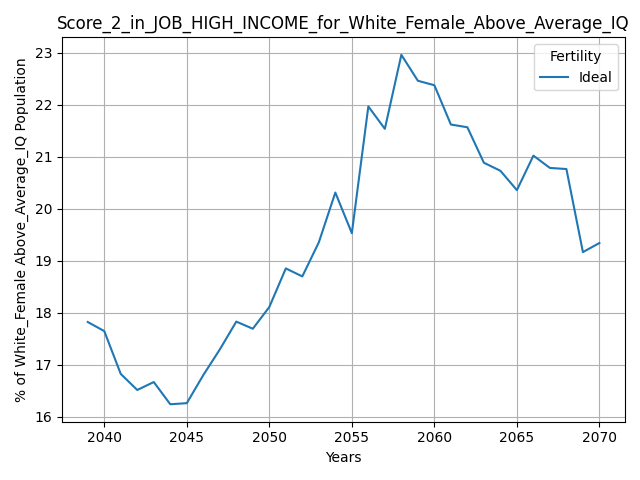 Score_2_in_JOB_HIGH_INCOME_for_White_Female_Above_Average_IQ
Fertility
Ideal
% of White_Female Above_Average_IQ Population
23
22
21
20
19
18
17
16
2040 2045 2050 2055 2060 2065 2070
Years